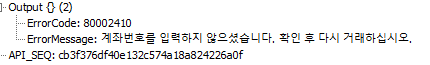 Output {} (2)
ErrorCode: 80002410
ErrorMessage: 계좌번호를 입력하지 않으셨습니다. 확인 후 다시 거래하십시오.
API_SEQ: cb3f376df40e132c574a18a824226a0f